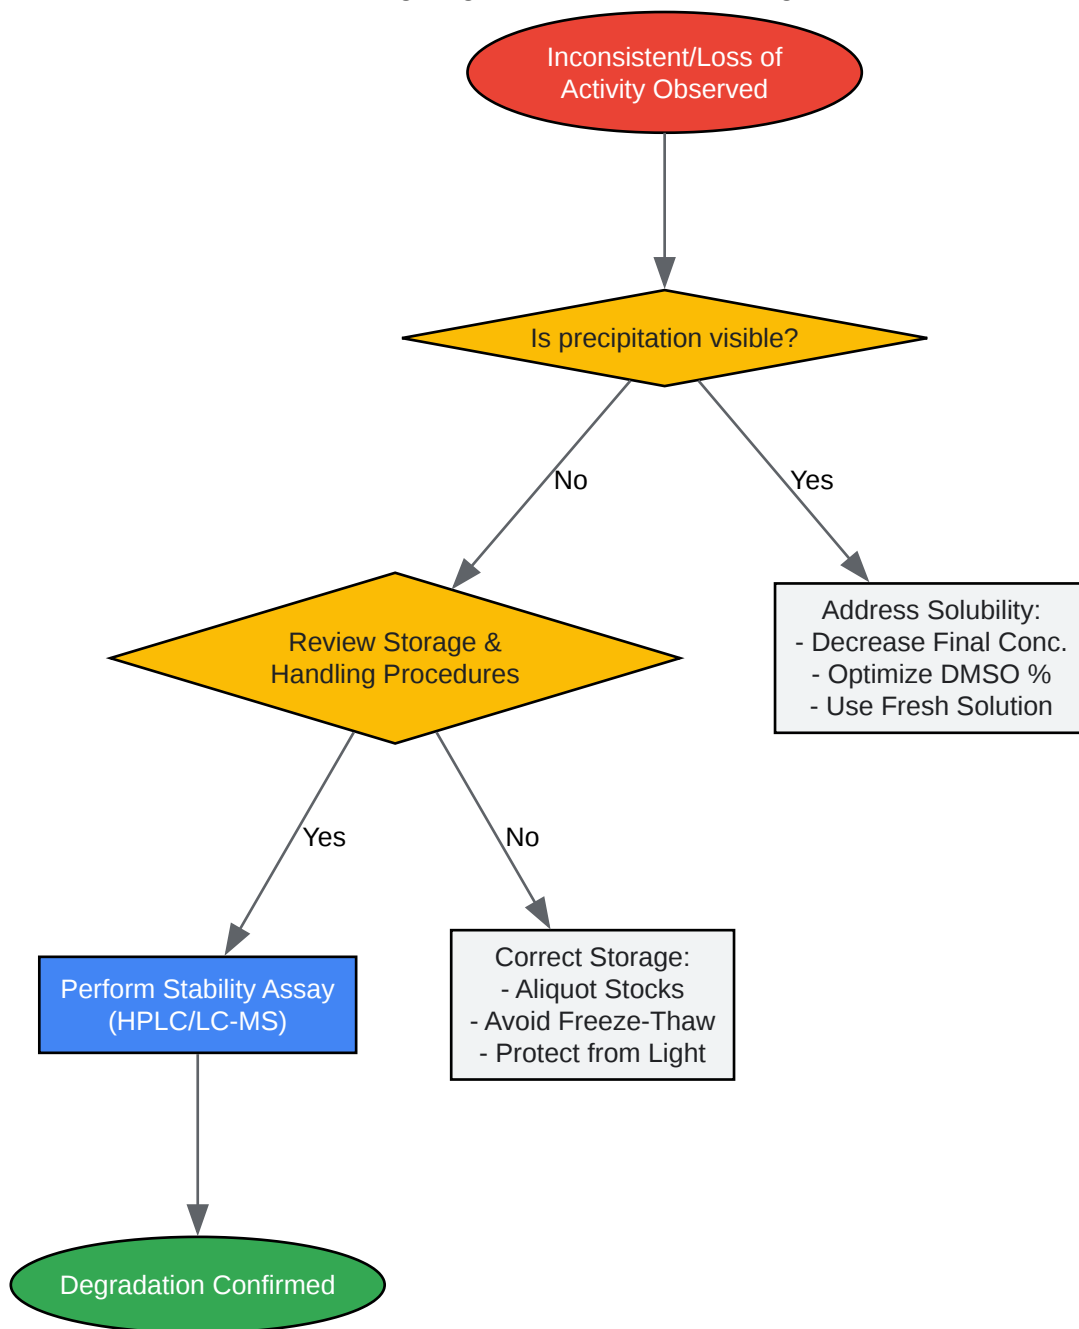 Inconsistent/Loss of
Activity Observed
Is precipitation visible?
No
Yes
Address Solubility:
- Decrease Final Conc.
- Optimize DMSO %
- Use Fresh Solution
Review Storage &
Handling Procedures
Yes
No
Perform Stability Assay
(HPLC/LC-MS)
Correct Storage:
- Aliquot Stocks
- Avoid Freeze-Thaw
- Protect from Light
Degradation Confirmed